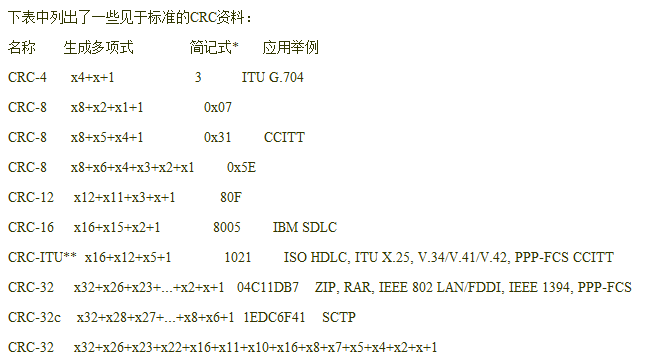 下表中列出了一些见于标准的CRC资料：
名称 生成多项式 简记式* 应用举例
CRC-4 x4+x+1 3 ITU G.704
CRC-8 x8+x2+x1+1 0x07
CRC-8 x8+x5+x4+1 0x31 CCITT
CRC-8 x8+x6+x4+x3+x2+x1 0x5E
CRC-12 x12+x11+x3+x+1 80F
CRC-16 x16+x15+x2+1 8005 IBM SDLC
CRC-ITU** x16+x12+x5+1 1021 ISO HDLC, ITU X.25, V.34/V.41/V.42, PPP-FCS CCITT
CRC-32 x32+x26+x23+...+x2+x+1 04C11DB7 ZIP, RAR, IEEE 802 LAN/FDDI, IEEE 1394, PPP-FCS
CRC-32c x32+x28+x27+...+x8+x6+1 1EDC6F41 SCTP
CRC-32 x32+x26+x23+x22+x16+x11+x10+x16+x8+x7+x5+x4+x2+x+1